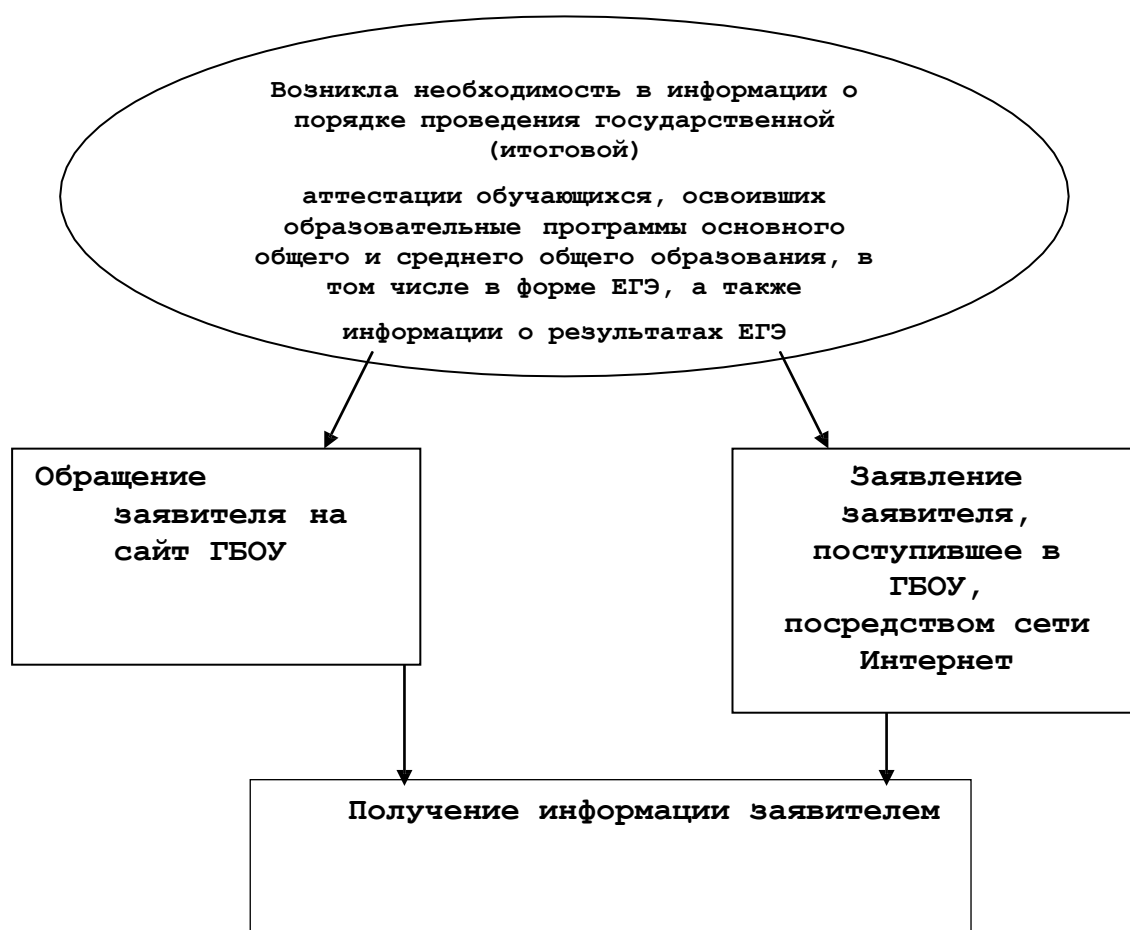 Возникла необходимость в информации о
порядке проведения государственной
(итоговой)
аттестации обучающихся, освоивших
образовательные программы основного
общего и среднего общего образования, в
том числе в форме ЕГЭ, а также
информации о результатах ЕГЭ
Обращение
заявителя на
сайт ГБОУ
Заявление
заявителя,
поступившее в
ГБОУ,
посредством сети
Интернет
Получение информации заявителем